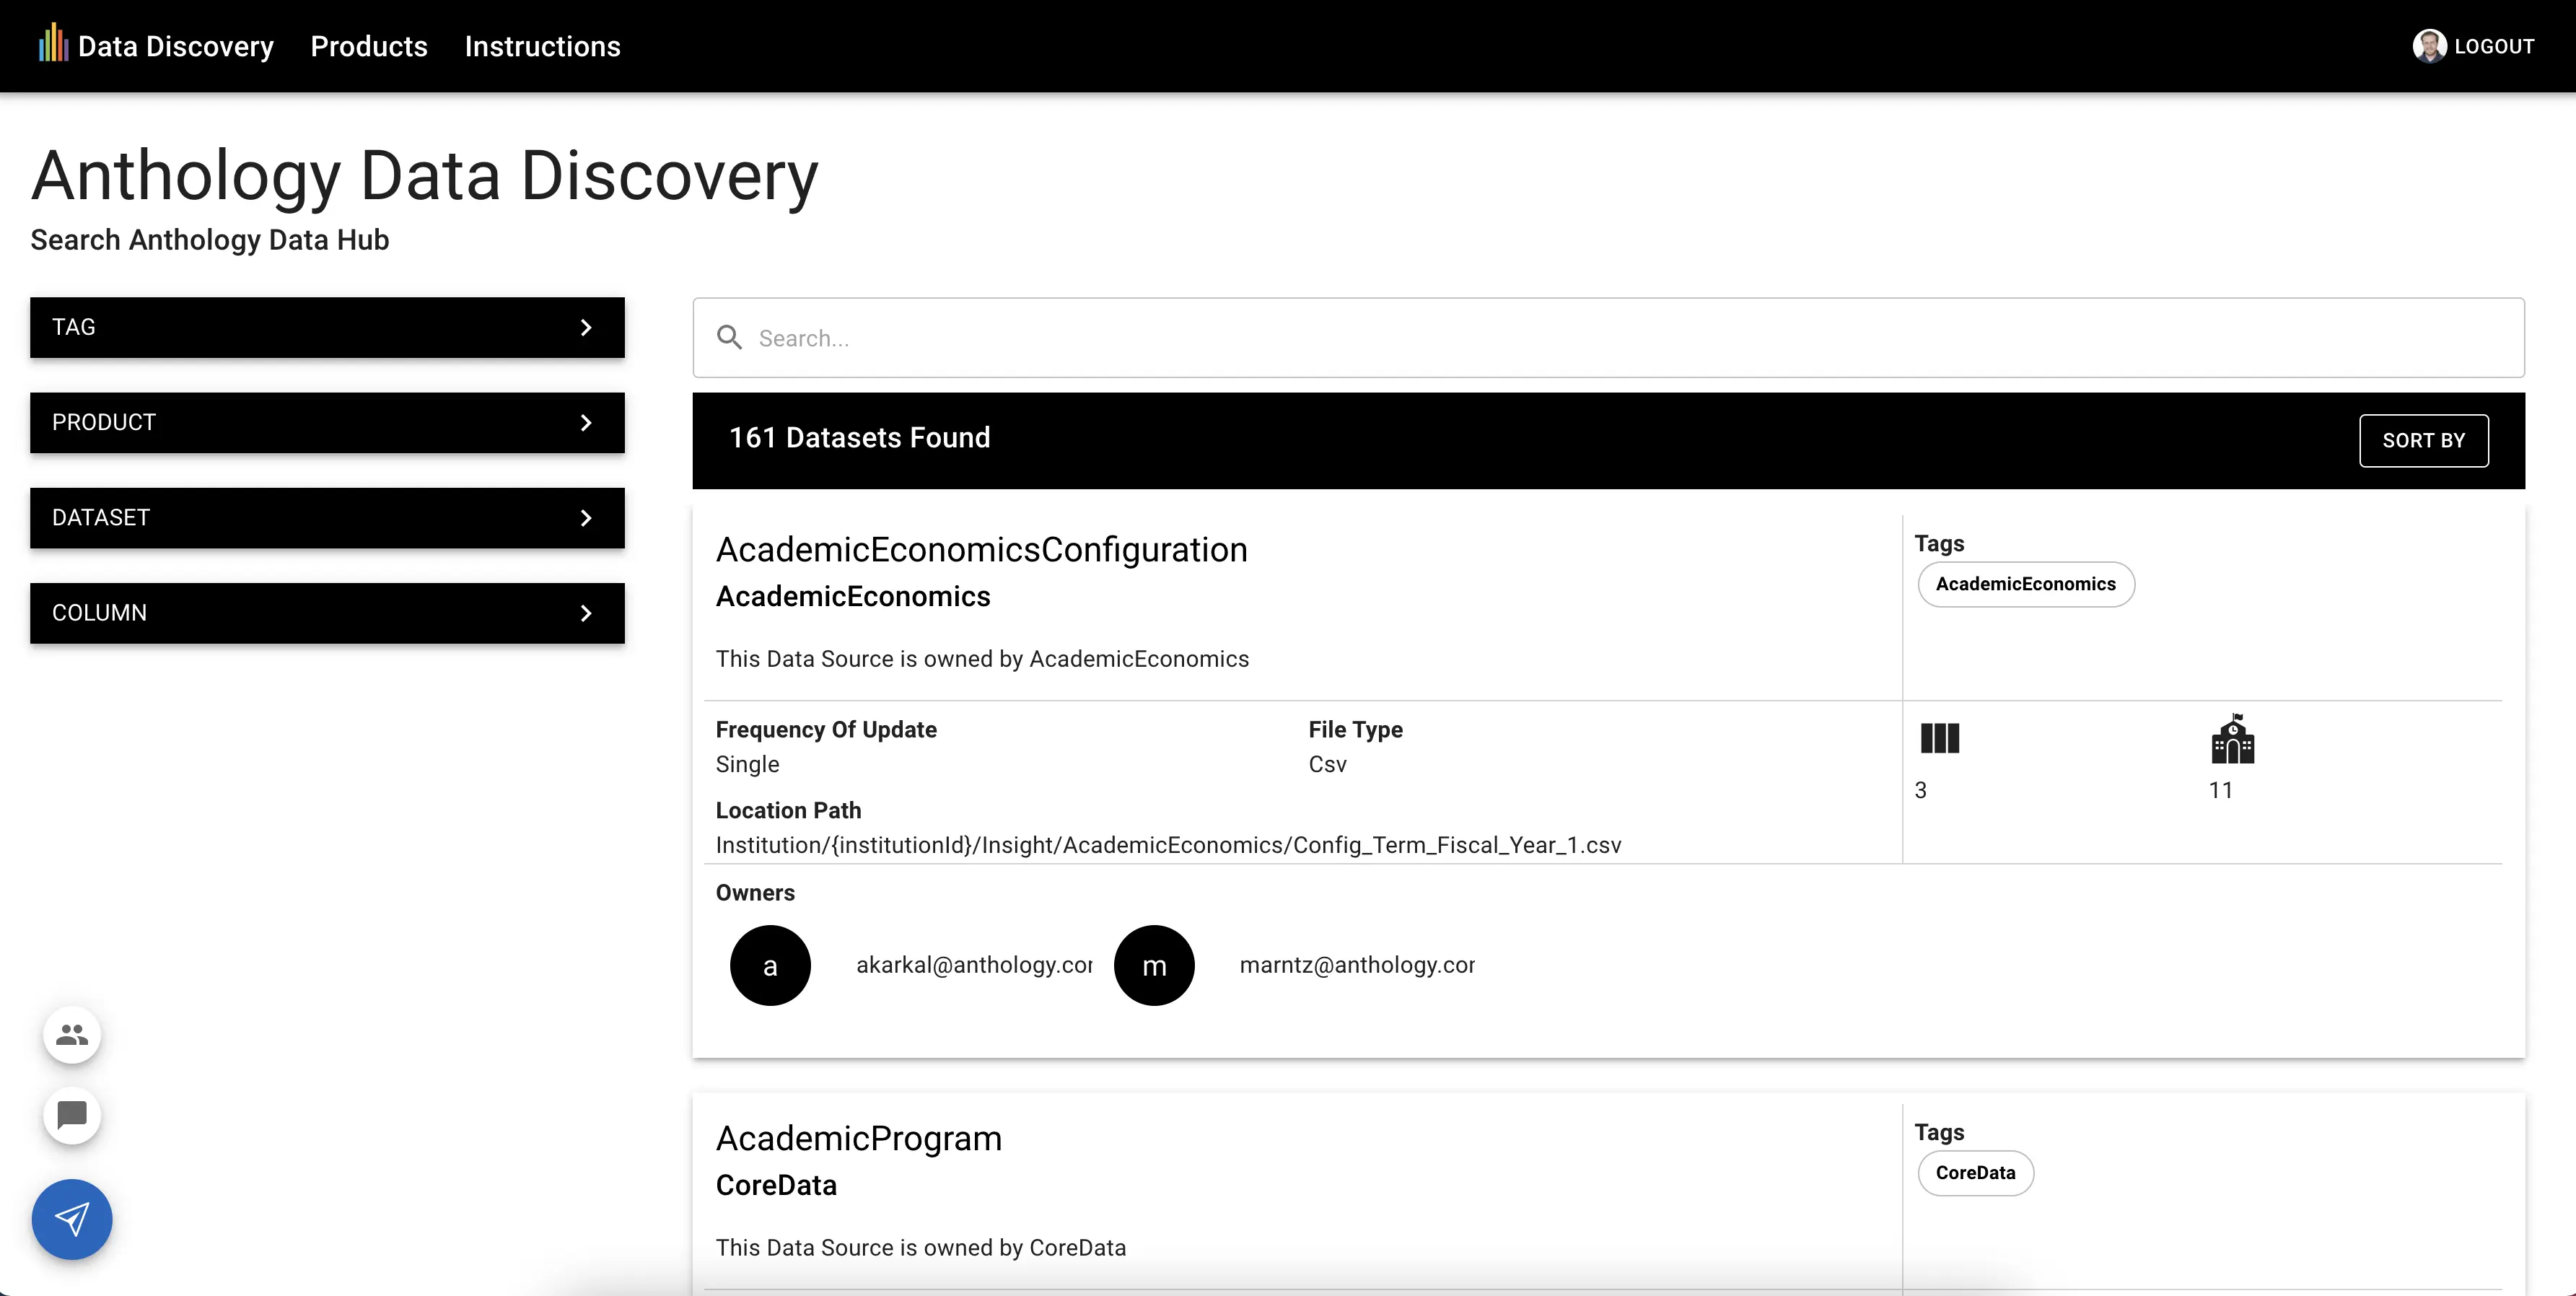 Data Discovery Products Instructions LOGOUT
Anthology Data Discovery
Search Anthology Data Hub
TAG
PRODUCT
DATASET
COLUMN
Search...
161 Datasets Found SORT BY
AcademicEconomicsConfiguration
AcademicEconomics
This Data Source is owned by AcademicEconomics
Tags
AcademicEconomics
Frequency Of Update
Single
File Type
Csv
Location Path
Institution/{institutionId}/Insight/AcademicEconomics/Config_Term_Fiscal_Year_1.csv
3
11
Owners
a akarkal@anthology.cor m marntz@anthology.cor
AcademicProgram
CoreData
This Data Source is owned by CoreData
Tags
CoreData